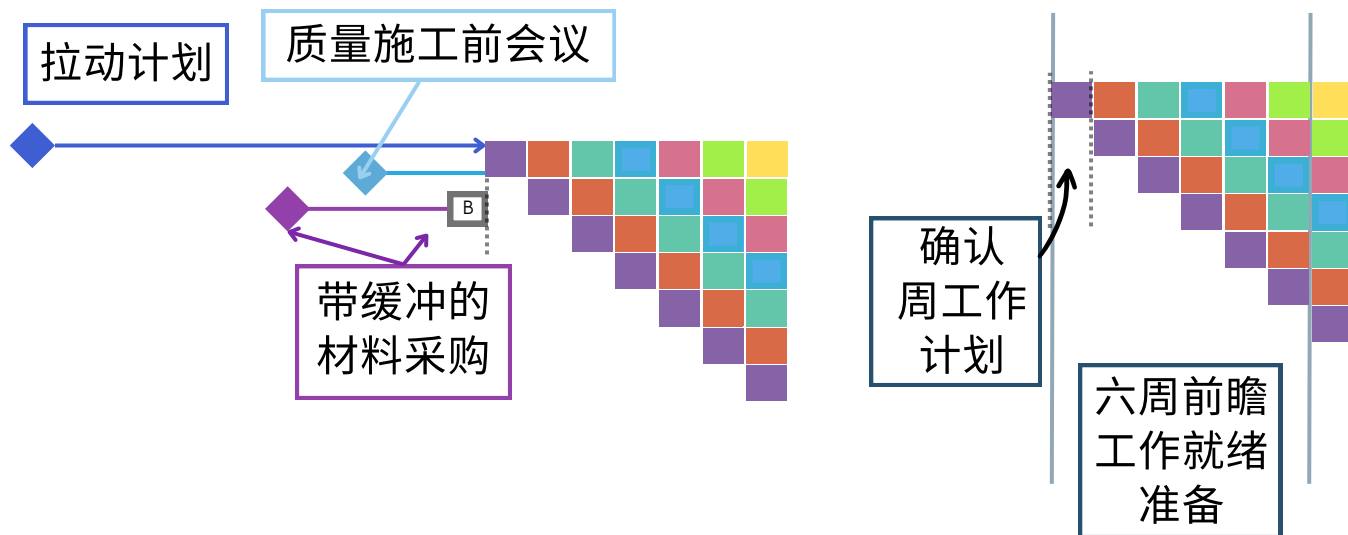 拉动计划
质量施工前会议
B
带缓冲的
材料采购
确认
周工作
计划
六周前瞻
工作就绪
准备